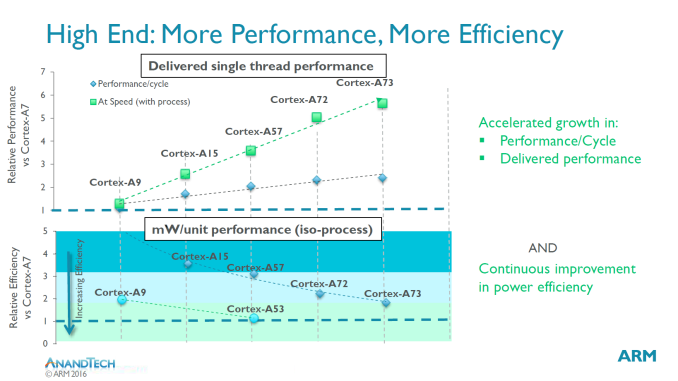 High End: More Performance, More Efficiency
Delivered single thread performance
Relative Performance
vs Cortex-A7
7
6
5
4
3
2
1
Performance/cycle
At Speed (with process)
Cortex-A9
Cortex-A15
Cortex-A57
Cortex-A72
Cortex-A73
Accelerated growth in:
▪ Performance/Cycle
▪ Delivered performance
mW/unit performance (iso-process)
Relative Efficiency
vs Cortex-A7
5
4
3
2
1
0
Increasing Efficiency
Cortex-A15
Cortex-A57
Cortex-A72
Cortex-A73
Cortex-A9
Cortex-A53
AND
Continuous improvement
in power efficiency
ANANDTECH
© ARM 2016
ARM